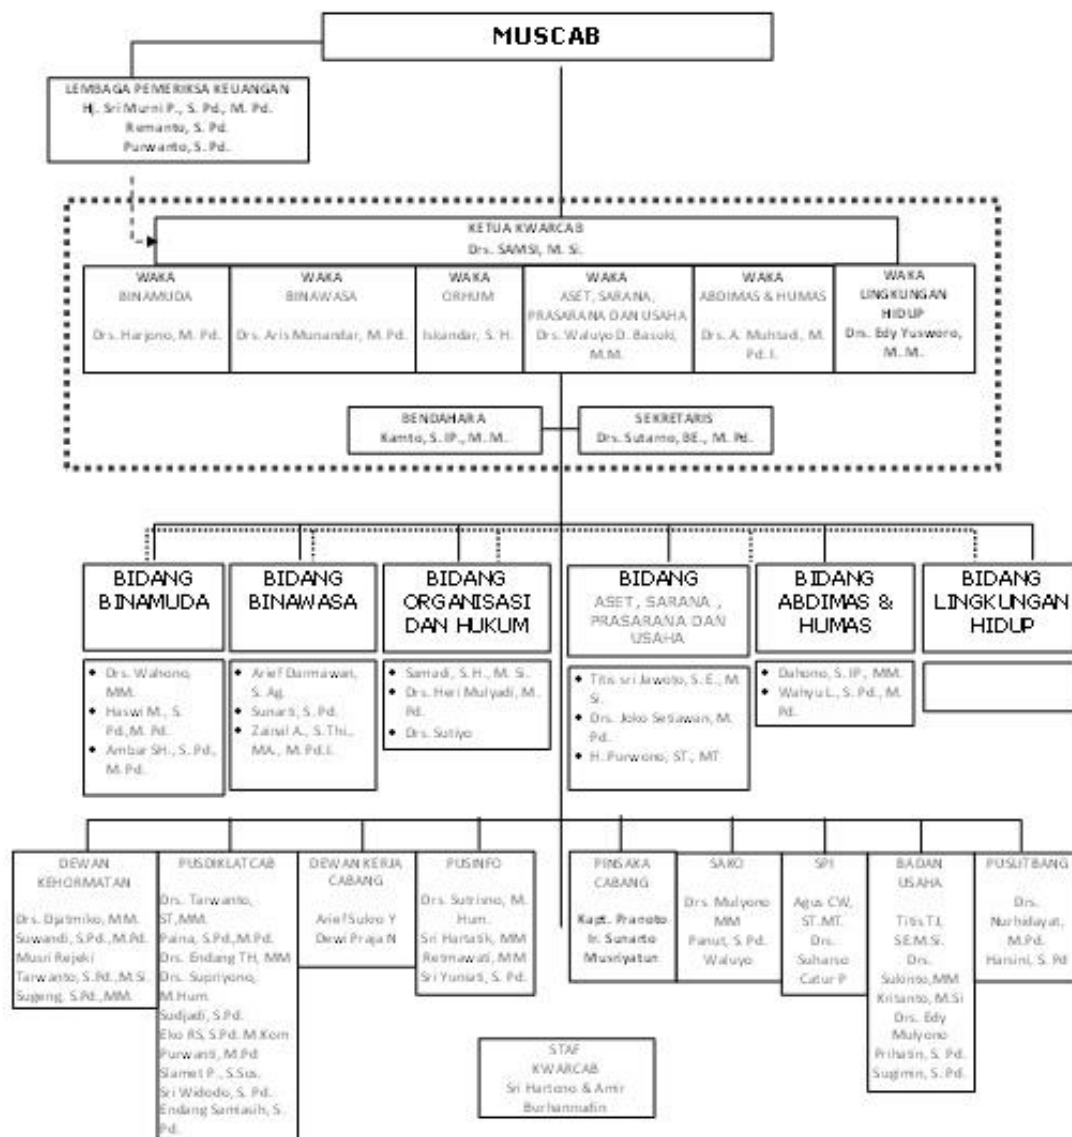 MUSCAB
LEMBAGA PEMERIKSA KEUANGAN
Hj. Sri Murni P., S. Pd., M. Pd.
Remanto, S. Pd.
Purwanto, S. Pd.
KETUA KWARCAB
Drs. SAMSI, M. Si.
WAKA
BINAMUDA
Drs. Harjono, M. Pd.
WAKA
BINAWASA
Drs. Aris Munandar, M. Pd.
WAKA
ORHUM
Iskandar, S. H.
WAKA
ASET, SARANA,
PRASARANA DAN USAHA
Drs. Waluyo D. Basuki,
M.M.
WAKA
ABDIMAS & HUMAS
Drs. A. Muhtadi, M.
Pd. I.
WAKA
LINGKUNGAN
HIDUP
Drs. Edy Yusworo,
M. M.
BENDAHARA
Kamto, S. IP., M. M.
SEKRETARIS
Drs. Sutarno, BE., M. Pd.
BIDANG
BINAMUDA
BIDANG
BINAWASA
BIDANG
ORGANISASI
DAN HUKUM
BIDANG
ASET, SARANA ,
PRASARANA DAN
USAHA
BIDANG
ABDIMAS &
HUMAS
BIDANG
LINGKUNGAN
HIDUP
• Drs. Wahono,
MM.
• Haswi M., S.
Pd.,M. Pd.
• Ambar SH., S. Pd.,
M. Pd.
• Arief Darmawan,
S. Ag.
• Sunarti, S. Pd.
• Zainal A., S. Thi.,
MA., M. Pd.I.
• Samadi, S. H., M. Si.
• Drs. Heri Mulyadi, M.
Pd.
• Drs. Sutiyo
• Titis sri Jawoto, S. E., M.
Si.
• Drs. Joko Setiawan, M.
Pd.
• H. Purwono, ST., MT
• Dahono, S. IP., MM.
• Wahyu L., S. Pd., M.
Pd.
DEWAN
KEHORMATAN
Drs. Djatmiko, MM.
Suwandi, S.Pd.,M.Pd.
Musri Rejeki
Tarwanto, S.Pd.,M.Si.
Sugeng, S.Pd.,MM.
PUSDIKLATCAB
Drs. Tarwanto,
ST,MM.
Paina, S.Pd.,M.Pd.
Drs. Endang TH, MM
Drs. Supriyono,
M.Hum.
Sudjadi, S.Pd.
Eko RS, S.Pd. M.Kom
Purwanti, M.Pd
Slamet P., S.Sos.
Sri Widodo, S. Pd.
Endang Samiasih, S.
Pd.
DEWAN KERJA
CABANG
Arief Sukro Y
Dewi Praja N
PUSINFO
Drs. Sutrisno, M.
Hum.
Sri Hartatik, MM
Retnawati, MM
Sri Yuniati, S. Pd.
PINSAKA
CABANG
Kapt. Pranoto
Ir. Sunarto
Musriyatun
SAKO
Drs. Mulyono
MM
Panut, S. Pd.
Waluyo
SPI
Agus CW,
ST.MT.
Drs.
Suharso
Catur P
BADAN
USAHA
Titis TJ,
SE.M.Si.
Drs.
Sukinto,MM
Kritanto, M.Si
Drs. Edy
Mulyono
Prihatin, S. Pd.
Sugimin, S. Pd.
PUSLITBANG
Drs.
Nurhidayat,
M.Pd.
Harsini, S. Pd
STAF
KWARCAB
Sri Hartono & Amir
Burhannudin